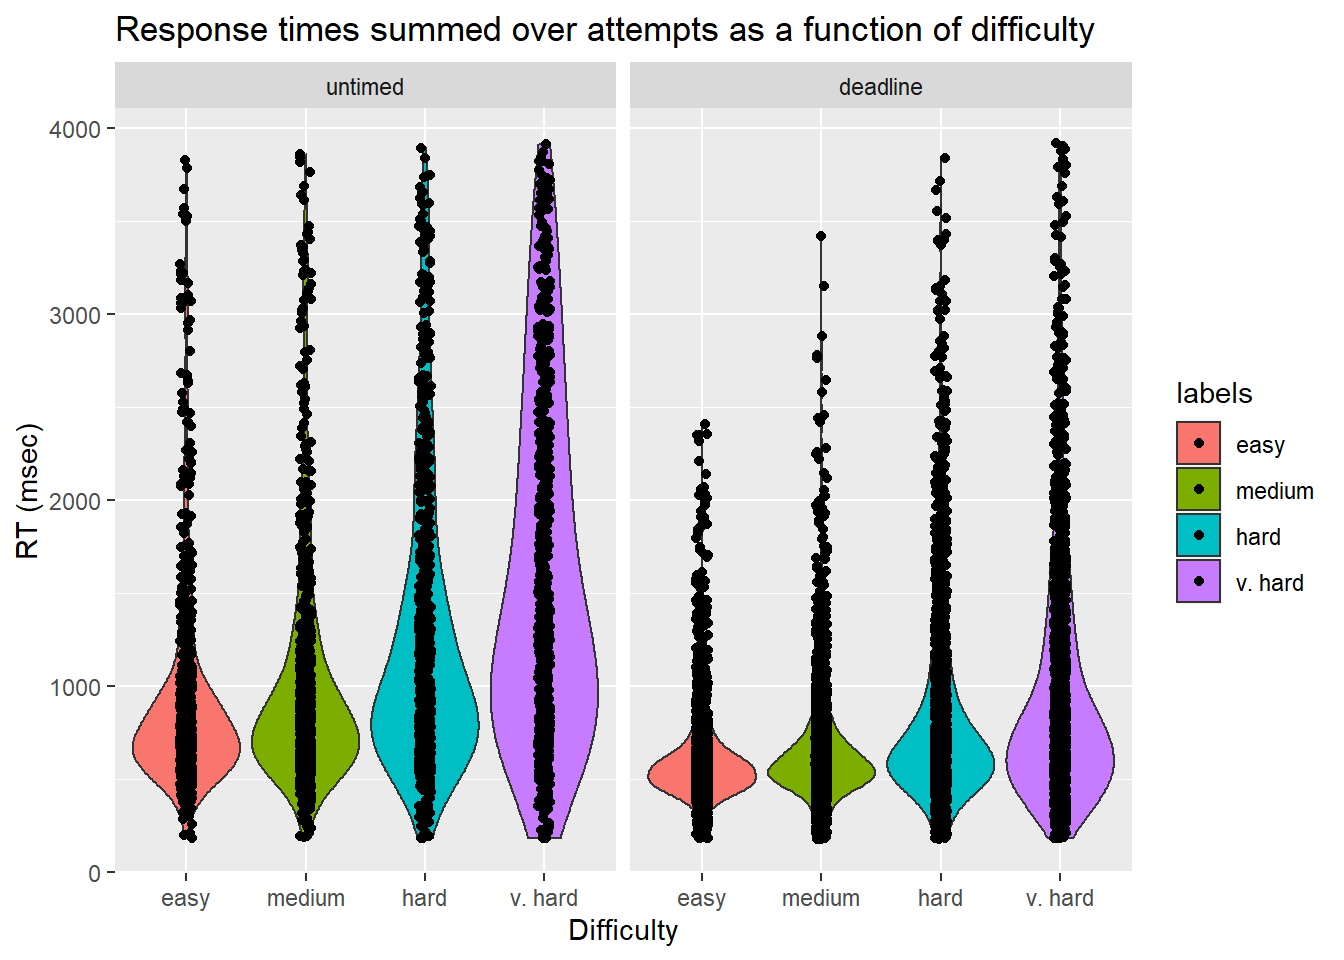 Response times summed over attempts as a function of difficulty
untimed
deadline
4000
3000
2000
1000
0
RT (msec)
easy
medium
hard
v. hard
easy
medium
hard
v. hard
Difficulty
labels
easy
medium
hard
v. hard